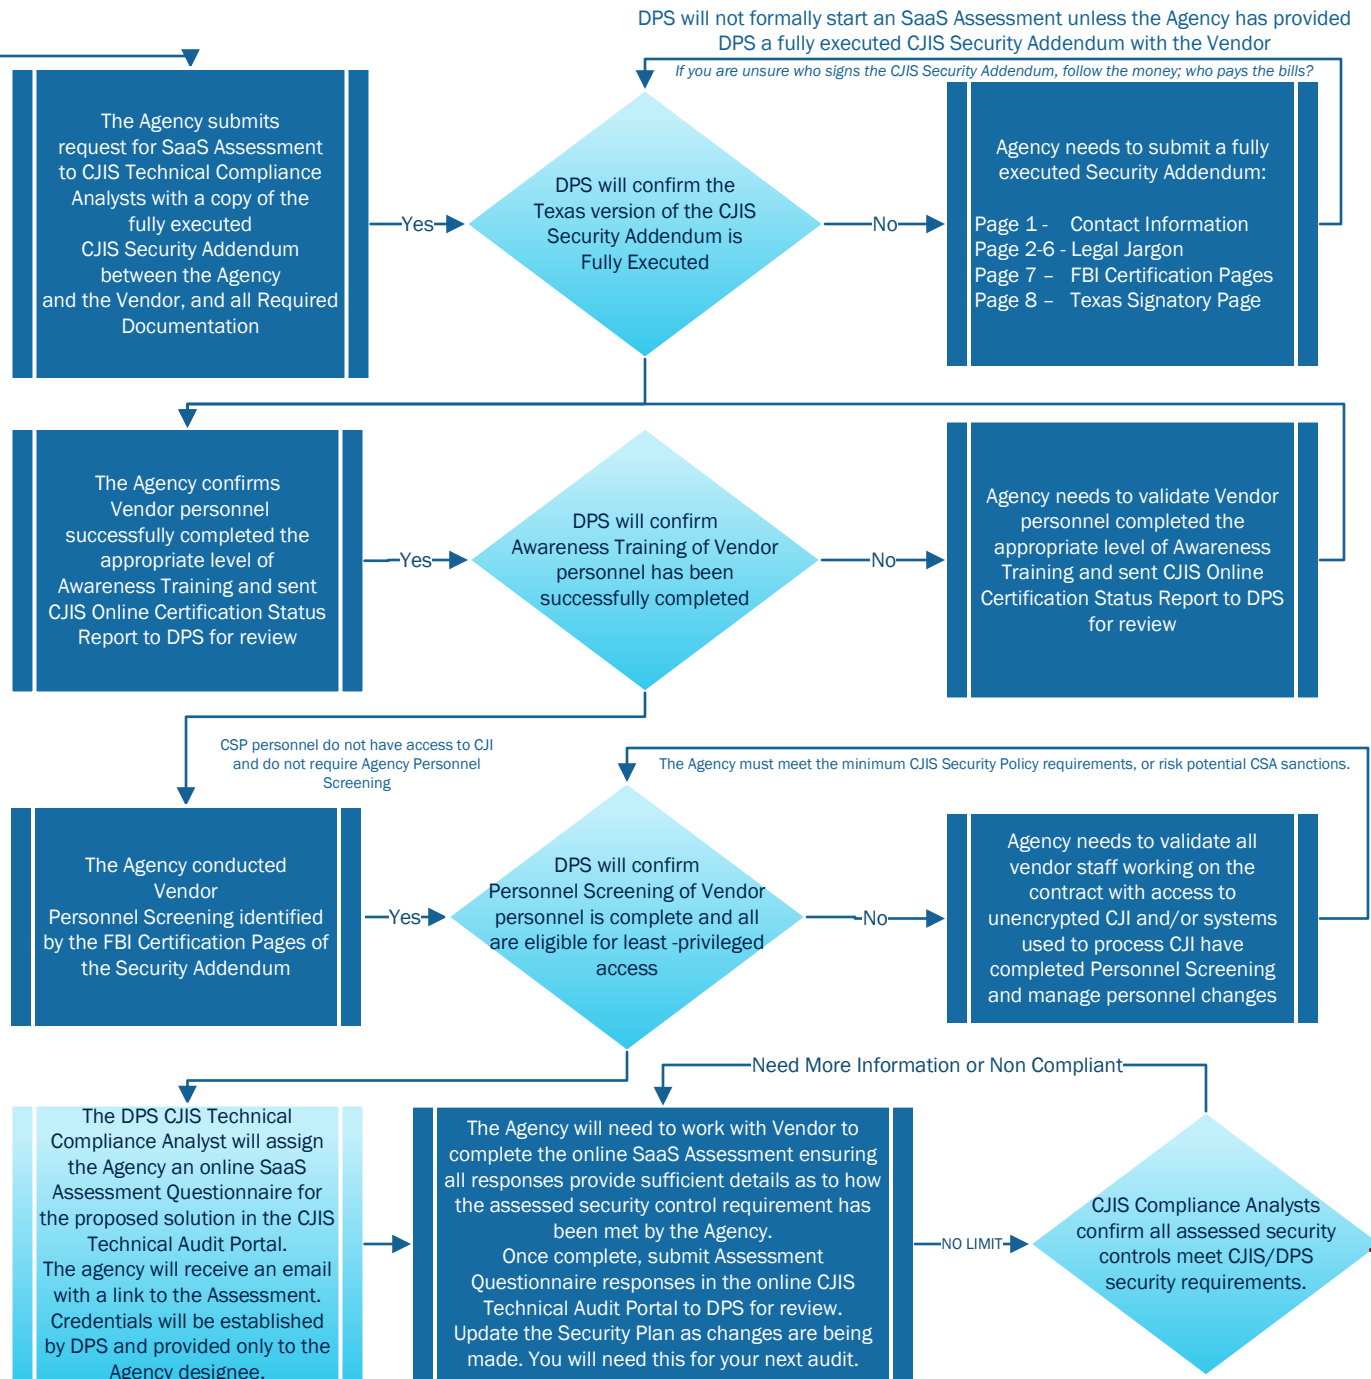 DPS will not formally start an SaaS Assessment unless the Agency has provided
DPS a fully executed CJIS Security Addendum with the Vendor
If you are unsure who signs the CJIS Security Addendum, follow the money; who pays the bills?
The Agency submits
request for SaaS Assessment
to CJIS Technical Compliance
Analysts with a copy of the
fully executed
CJIS Security Addendum
between the Agency
and the Vendor, and all Required
Documentation
Yes
DPS will confirm the
Texas version of the CJIS
Security Addendum is
Fully Executed
No
Agency needs to submit a fully
executed Security Addendum:
Page 1 - Contact Information
Page 2-6 - Legal Jargon
Page 7 – FBI Certification Pages
Page 8 – Texas Signatory Page
The Agency confirms
Vendor personnel
successfully completed the
appropriate level of
Awareness Training and sent
CJIS Online Certification Status
Report to DPS for review
Yes
DPS will confirm
Awareness Training of Vendor
personnel has been
successfully completed
No
Agency needs to validate Vendor
personnel completed the
appropriate level of Awareness
Training and sent CJIS Online
Certification Status Report to DPS
for review
CSP personnel do not have access to CJI
and do not require Agency Personnel
Screening
The Agency must meet the minimum CJIS Security Policy requirements, or risk potential CSA sanctions.
The Agency conducted
Vendor
Personnel Screening identified
by the FBI Certification Pages of
the Security Addendum
Yes
DPS will confirm
Personnel Screening of Vendor
personnel is complete and all
are eligible for least -privileged
access
No
Agency needs to validate all
vendor staff working on the
contract with access to
unencrypted CJI and/or systems
used to process CJI have
completed Personnel Screening
and manage personnel changes
Need More Information or Non Compliant
The DPS CJIS Technical
Compliance Analyst will assign
the Agency an online SaaS
Assessment Questionnaire for
the proposed solution in the CJIS
Technical Audit Portal.
The agency will receive an email
with a link to the Assessment.
Credentials will be established
by DPS and provided only to the
Agency designee.
The Agency will need to work with Vendor to
complete the online SaaS Assessment ensuring
all responses provide sufficient details as to how
the assessed security control requirement has
been met by the Agency.
Once complete, submit Assessment
Questionnaire responses in the online CJIS
Technical Audit Portal to DPS for review.
Update the Security Plan as changes are being
made. You will need this for your next audit.
NO LIMIT
CJIS Compliance Analysts
confirm all assessed security
controls meet CJIS/DPS
security requirements.